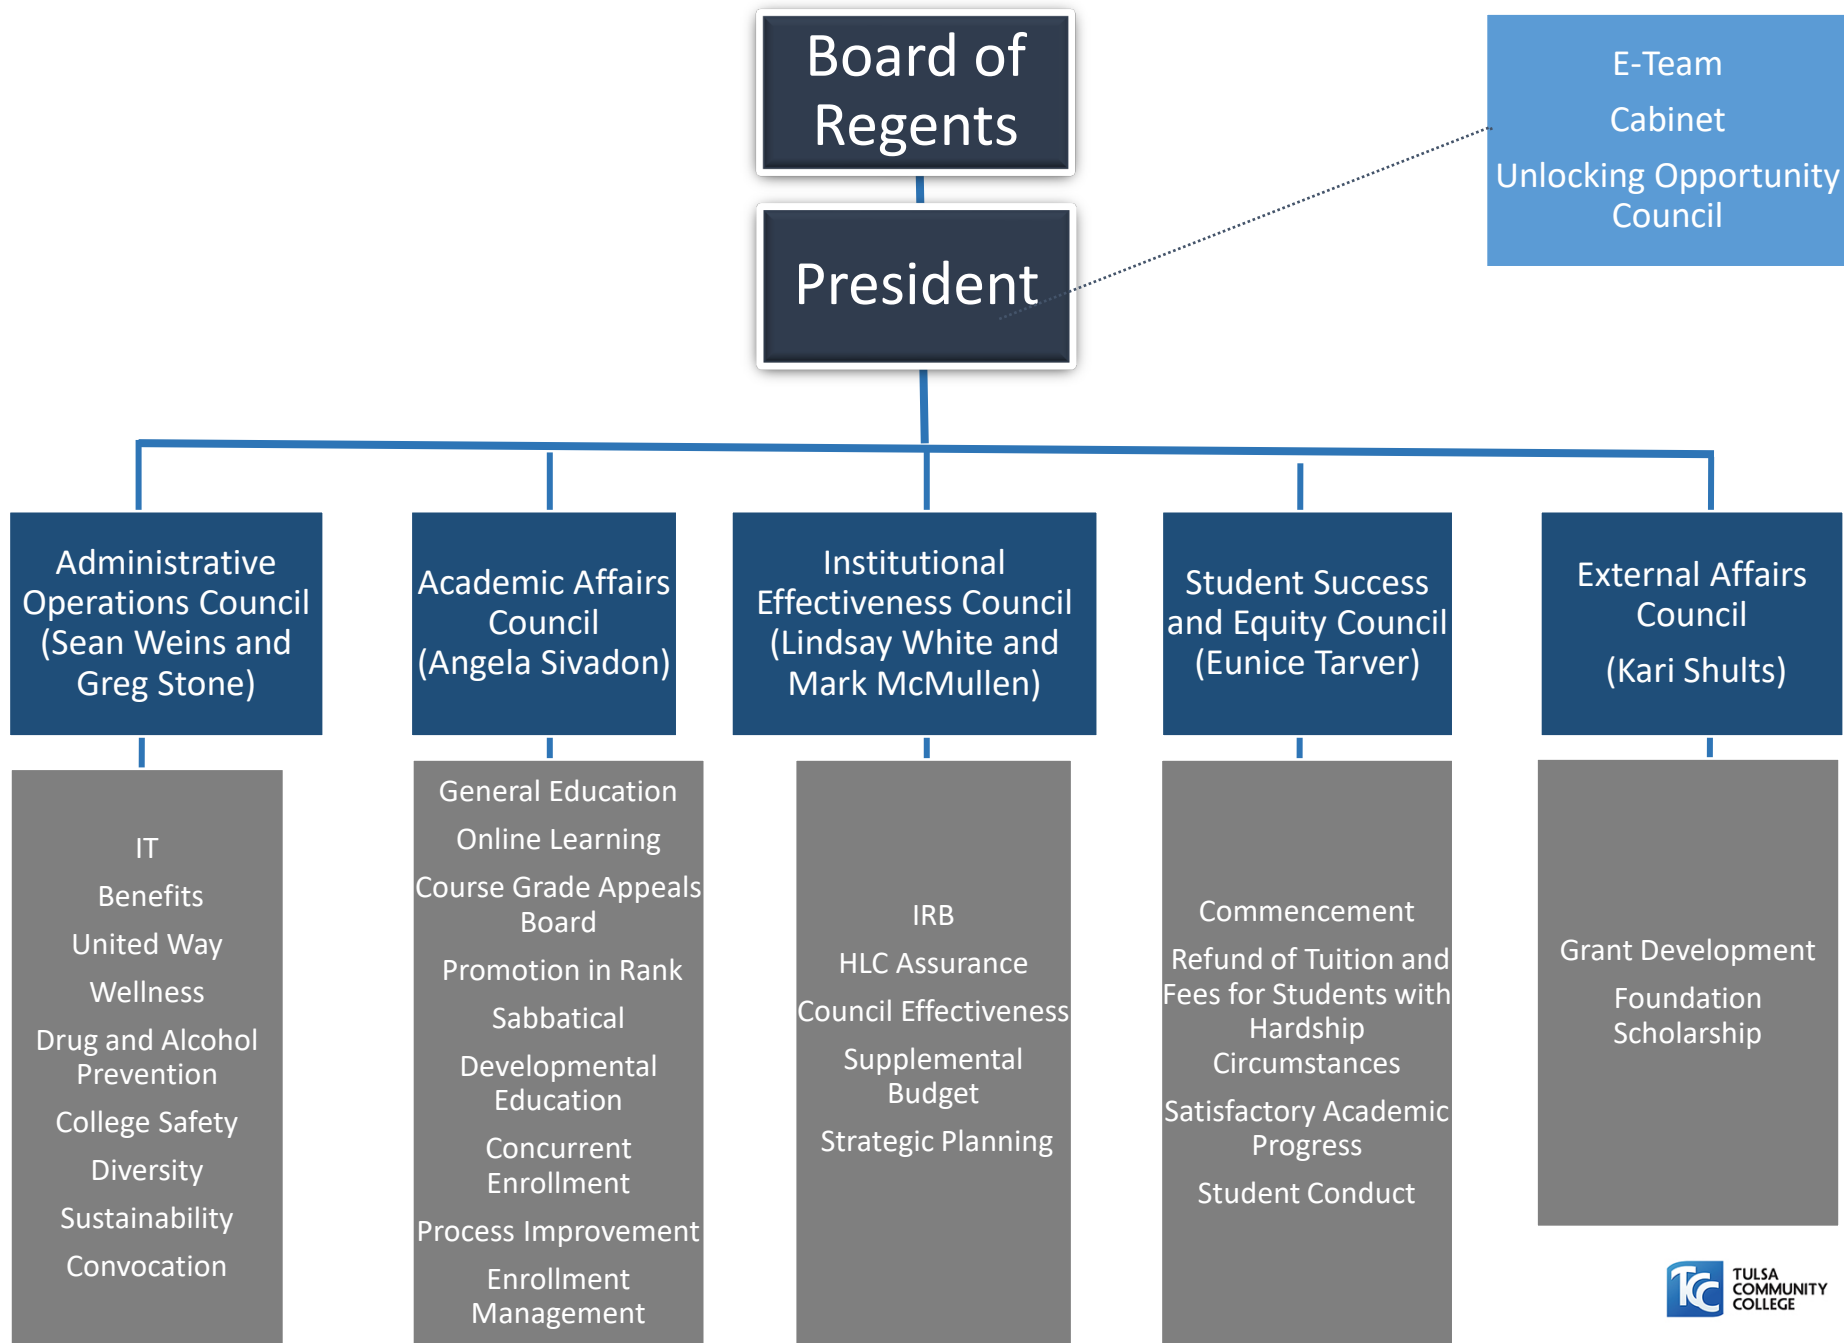 Board of
Regents
E-Team
Cabinet
Unlocking Opportunity
Council
President
Administrative
Operations Council
(Sean Weins and
Greg Stone)
Academic Affairs
Council
(Angela Sivadon)
Institutional
Effectiveness Council
(Lindsay White and
Mark McMullen)
Student Success
and Equity Council
(Eunice Tarver)
External Affairs
Council
(Kari Shults)
IT
Benefits
United Way
Wellness
Drug and Alcohol
Prevention
College Safety
Diversity
Sustainability
Convocation
General Education
Online Learning
Course Grade Appeals
Board
Promotion in Rank
Sabbatical
Developmental
Education
Concurrent
Enrollment
Process Improvement
Enrollment
Management
IRB
HLC Assurance
Council Effectiveness
Supplemental
Budget
Strategic Planning
Commencement
Refund of Tuition and
Fees for Students with
Hardship
Circumstances
Satisfactory Academic
Progress
Student Conduct
Grant Development
Foundation
Scholarship
TCC
TULSA
COMMUNITY
COLLEGE